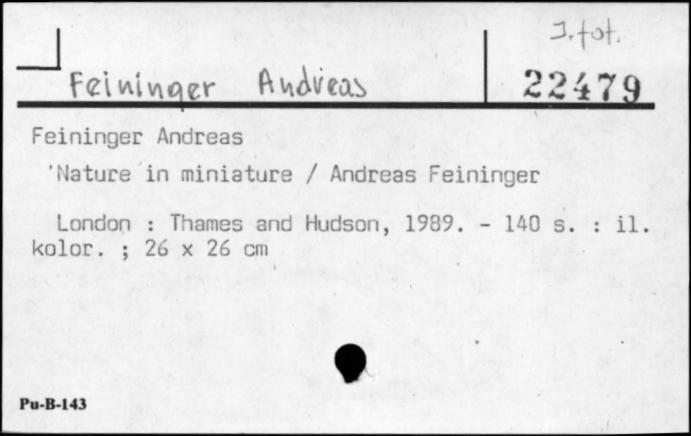 I.fot.
Feininger Andreas 22479
Feininger Andreas
'Nature in miniature / Andreas Feininger
London : Thames and Hudson, 1989. - 140 s. : il.
kolor. ; 26 x 26 cm
Pu-B-143